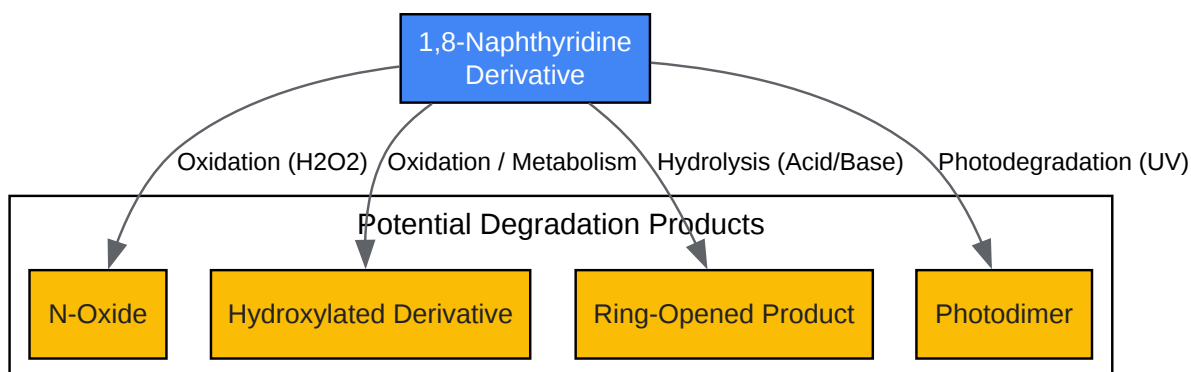 1,8-Naphthyridine
Derivative
Oxidation (H2O2)
Oxidation / Metabolism
Hydrolysis (Acid/Base)
Photodegradation (UV)
Potential Degradation Products
N-Oxide
Hydroxylated Derivative
Ring-Opened Product
Photodimer